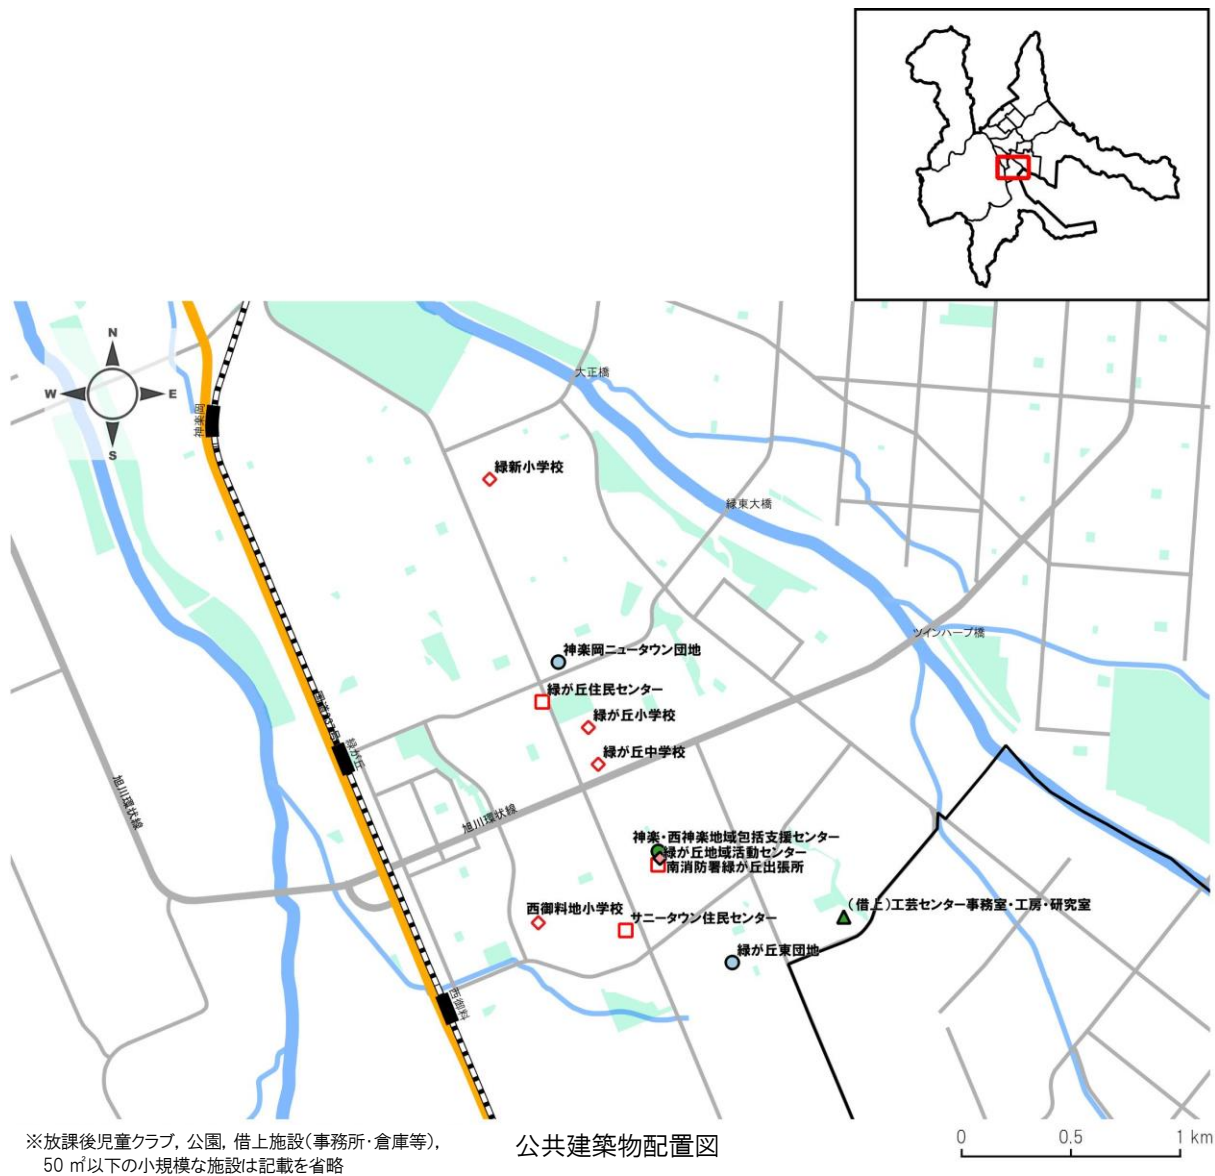 N
W
E
S
大正橋
神楽岡
緑新小学校
緑東大橋
ツインハープ橋
神楽岡ニュータウン団地
緑が丘住民センター
緑が丘小学校
緑が丘
緑が丘中学校
旭川環状線
旭川環状線
神楽・西神楽地域包括支援センター
緑が丘地域活動センター
南消防署緑が丘出張所
西御料地小学校
(借上)工芸センター事務室・工房・研究室
サニータウン住民センター
緑が丘東団地
西御料
※放課後児童クラブ, 公園, 借上施設(事務所・倉庫等),
50 ㎡以下の小規模な施設は記載を省略
公共建築物配置図
0 0.5 1 km